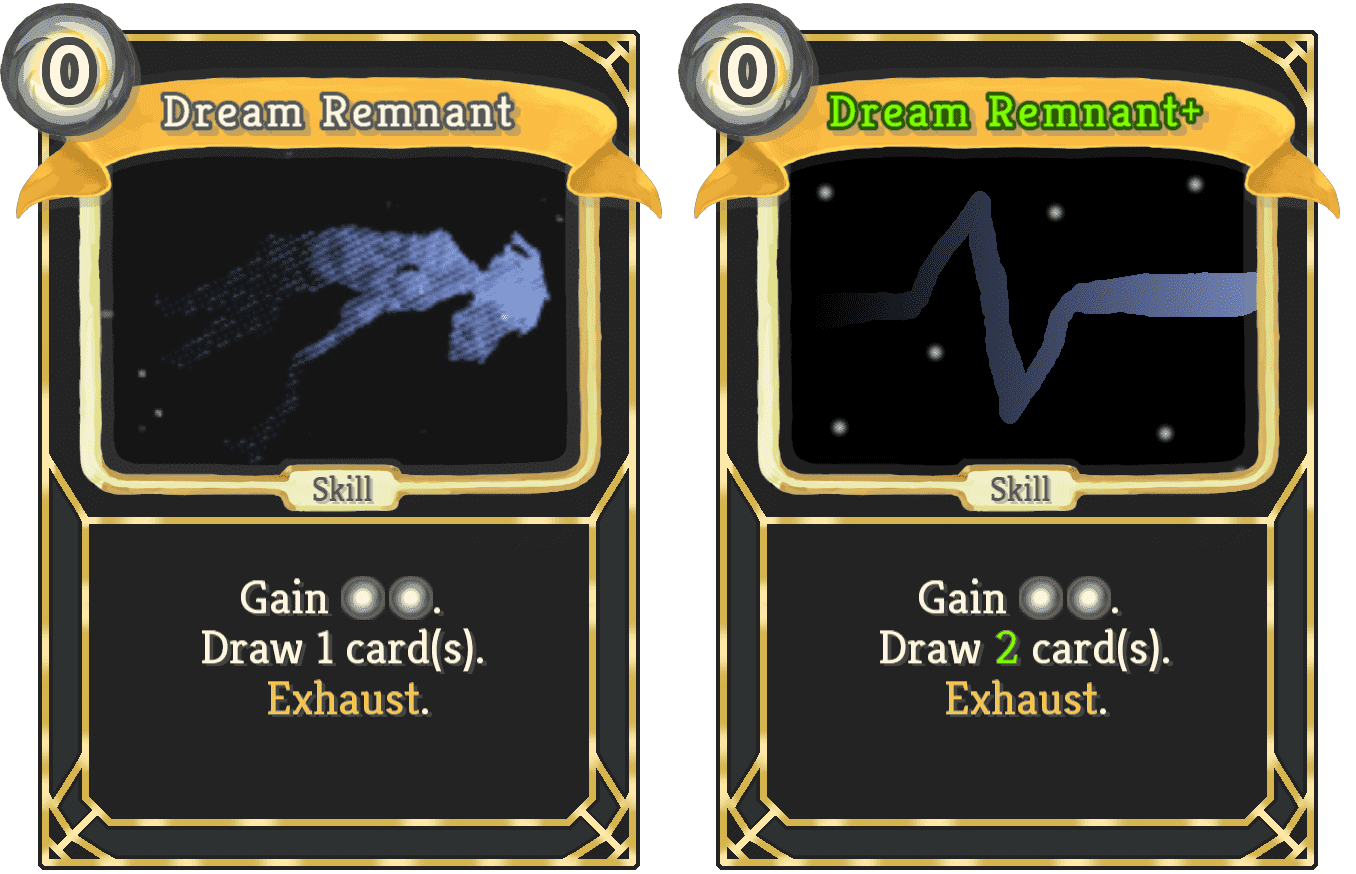 0
Dream Remnant
Skill
Gain .
Draw 1 card(s).
Exhaust.
0
Dream Remnant+
Skill
Gain .
Draw 2 card(s).
Exhaust.